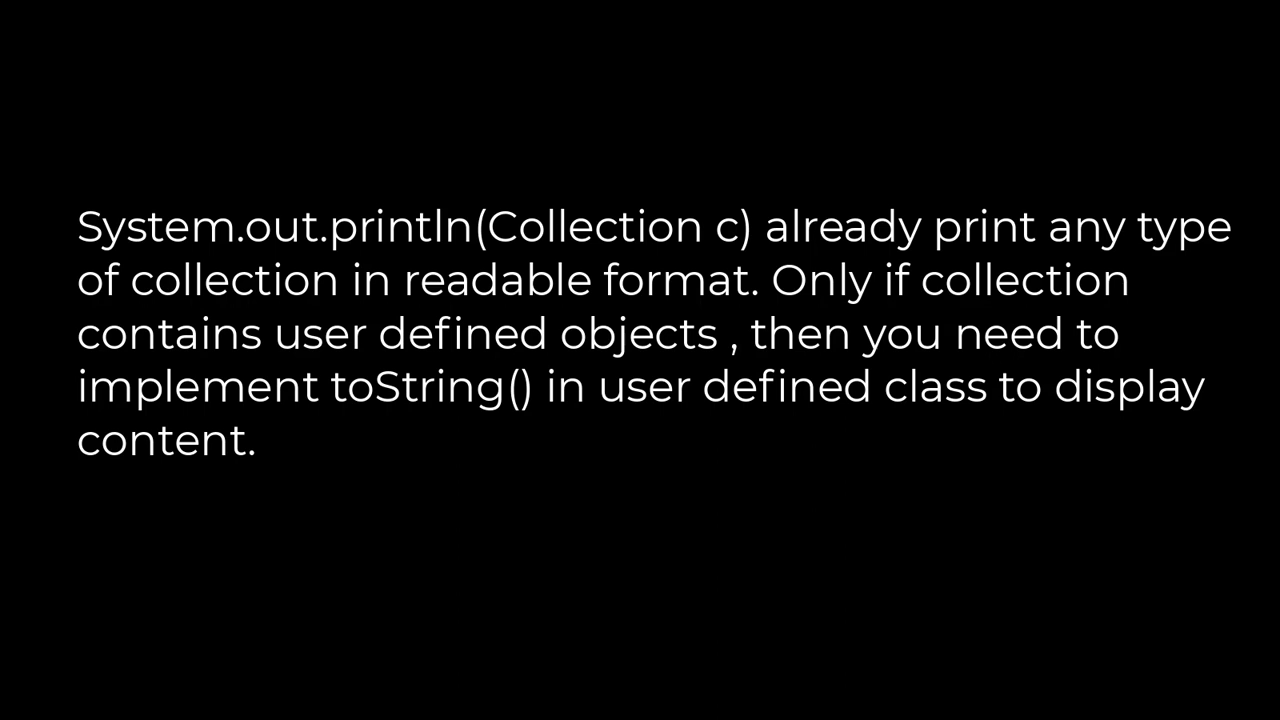 System.out.println(Collection c) already print any type
of collection in readable format. Only if collection
contains user defined objects , then you need to
implement toString() in user defined class to display
content.